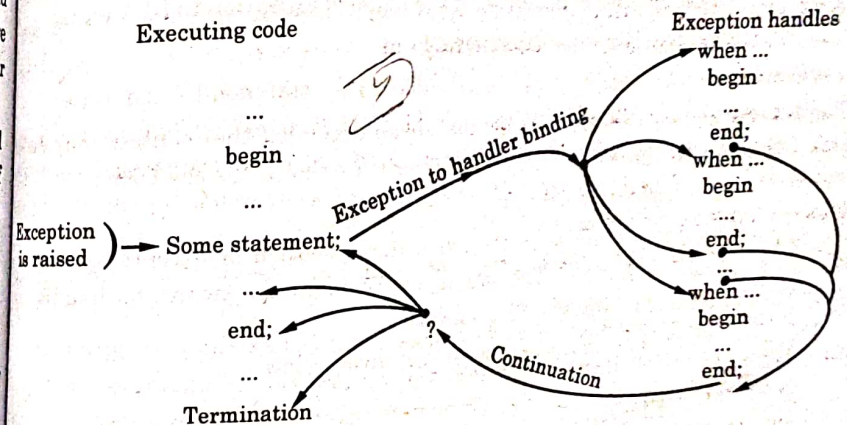 Executing code
...
begin
...
Exception
is raised
Some statement;
...
end;
...
Termination
Exception to handler binding
Exception handles
when ...
begin
...
end;
when ...
begin
...
end;
...
when ...
begin
...
end;
?
Continuation